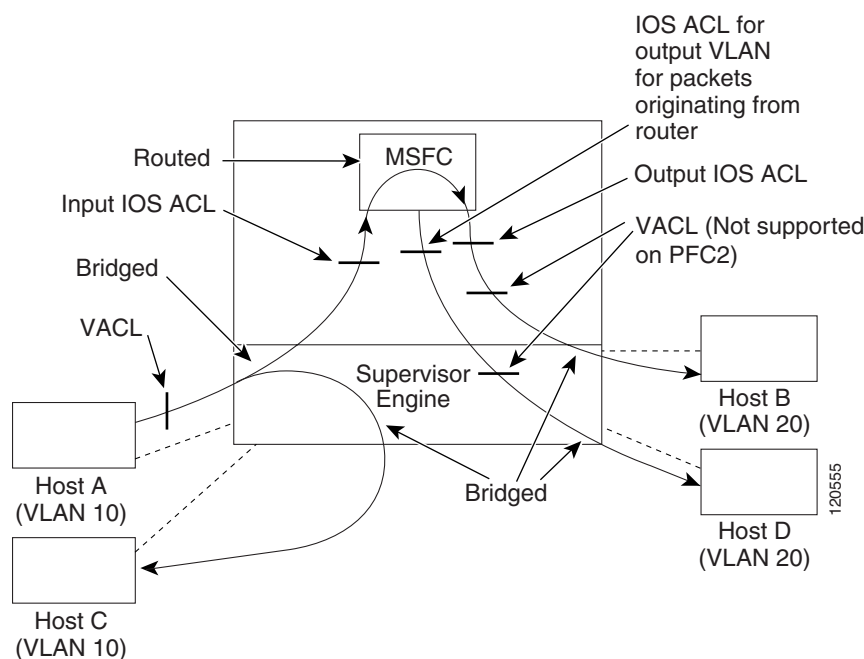 IOS ACL for
output VLAN
for packets
originating from
router
Routed
MSFC
Output IOS ACL
Input IOS ACL
VACL (Not supported
on PFC2)
Bridged
VACL
Supervisor
Engine
Host B
(VLAN 20)
Host A
(VLAN 10)
Bridged
Host D
(VLAN 20)
120555
Host C
(VLAN 10)